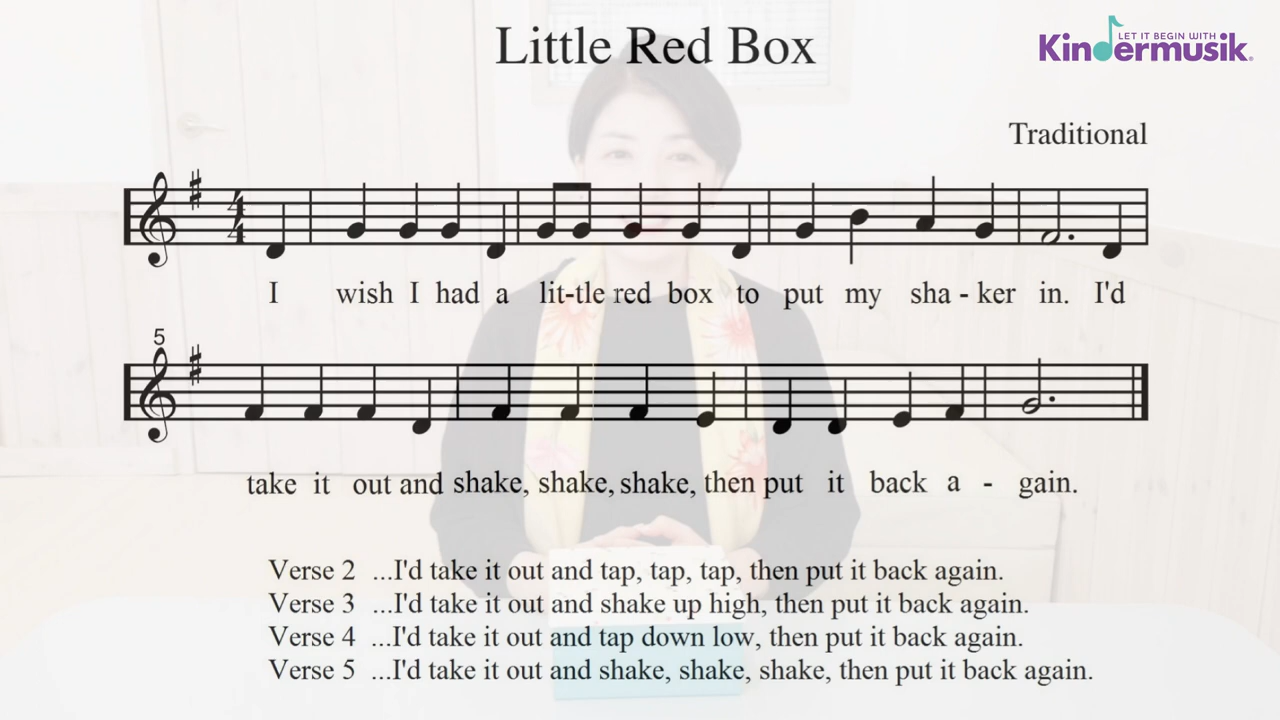 Little Red Box
LET IT BEGIN WITH
Kindermusik®
Traditional
4
4
I wish I had a lit-tle red box to put my sha - ker in. I'd
5
take it out and shake, shake, shake, then put it back a - gain.
Verse 2 ...I'd take it out and tap, tap, tap, then put it back again.
Verse 3 ...I'd take it out and shake up high, then put it back again.
Verse 4 ...I'd take it out and tap down low, then put it back again.
Verse 5 ...I'd take it out and shake, shake, shake, then put it back again.